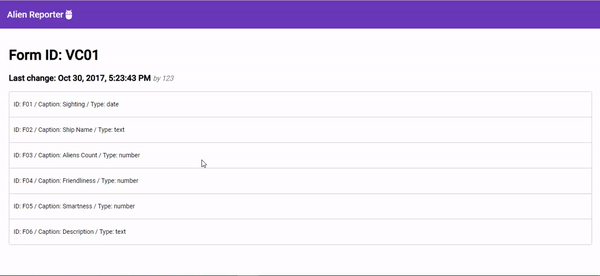 Alien Reporter
Form ID: VC01
Last change: Oct 30, 2017, 5:23:43 PM by 123
ID: F01 / Caption: Sighting / Type: date
ID: F02 / Caption: Ship Name / Type: text
ID: F03 / Caption: Aliens Count / Type: number
ID: F04 / Caption: Friendliness / Type: number
ID: F05 / Caption: Smartness / Type: number
ID: F06 / Caption: Description / Type: text